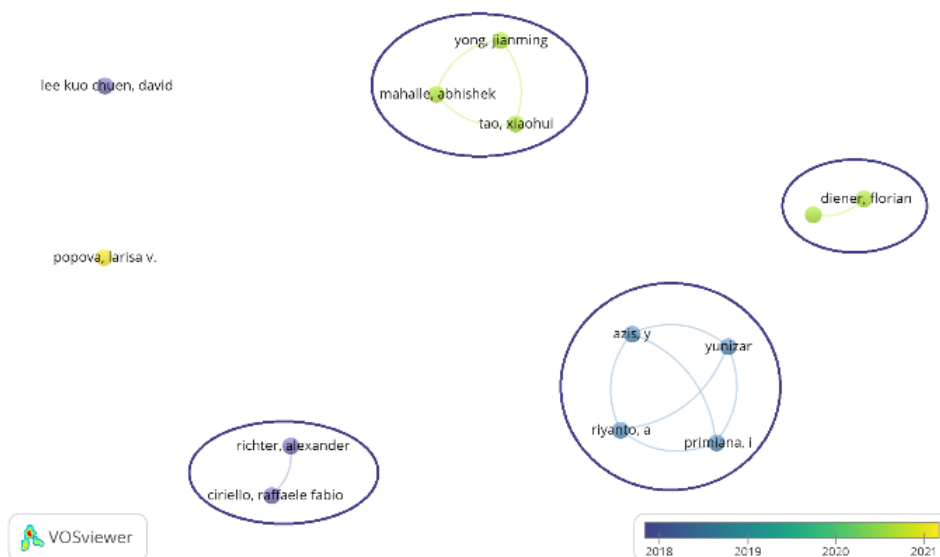 yong, jianming
lee kuo chuen, david
mahalle, abhishek
tao, xiaohui
diener, florian
popova, larisa v.
azis, y
yunizar
riyanto, a
primiana, i
richter, alexander
ciriello, raffaele fabio
VOSviewer
2018 2019 2020 2021